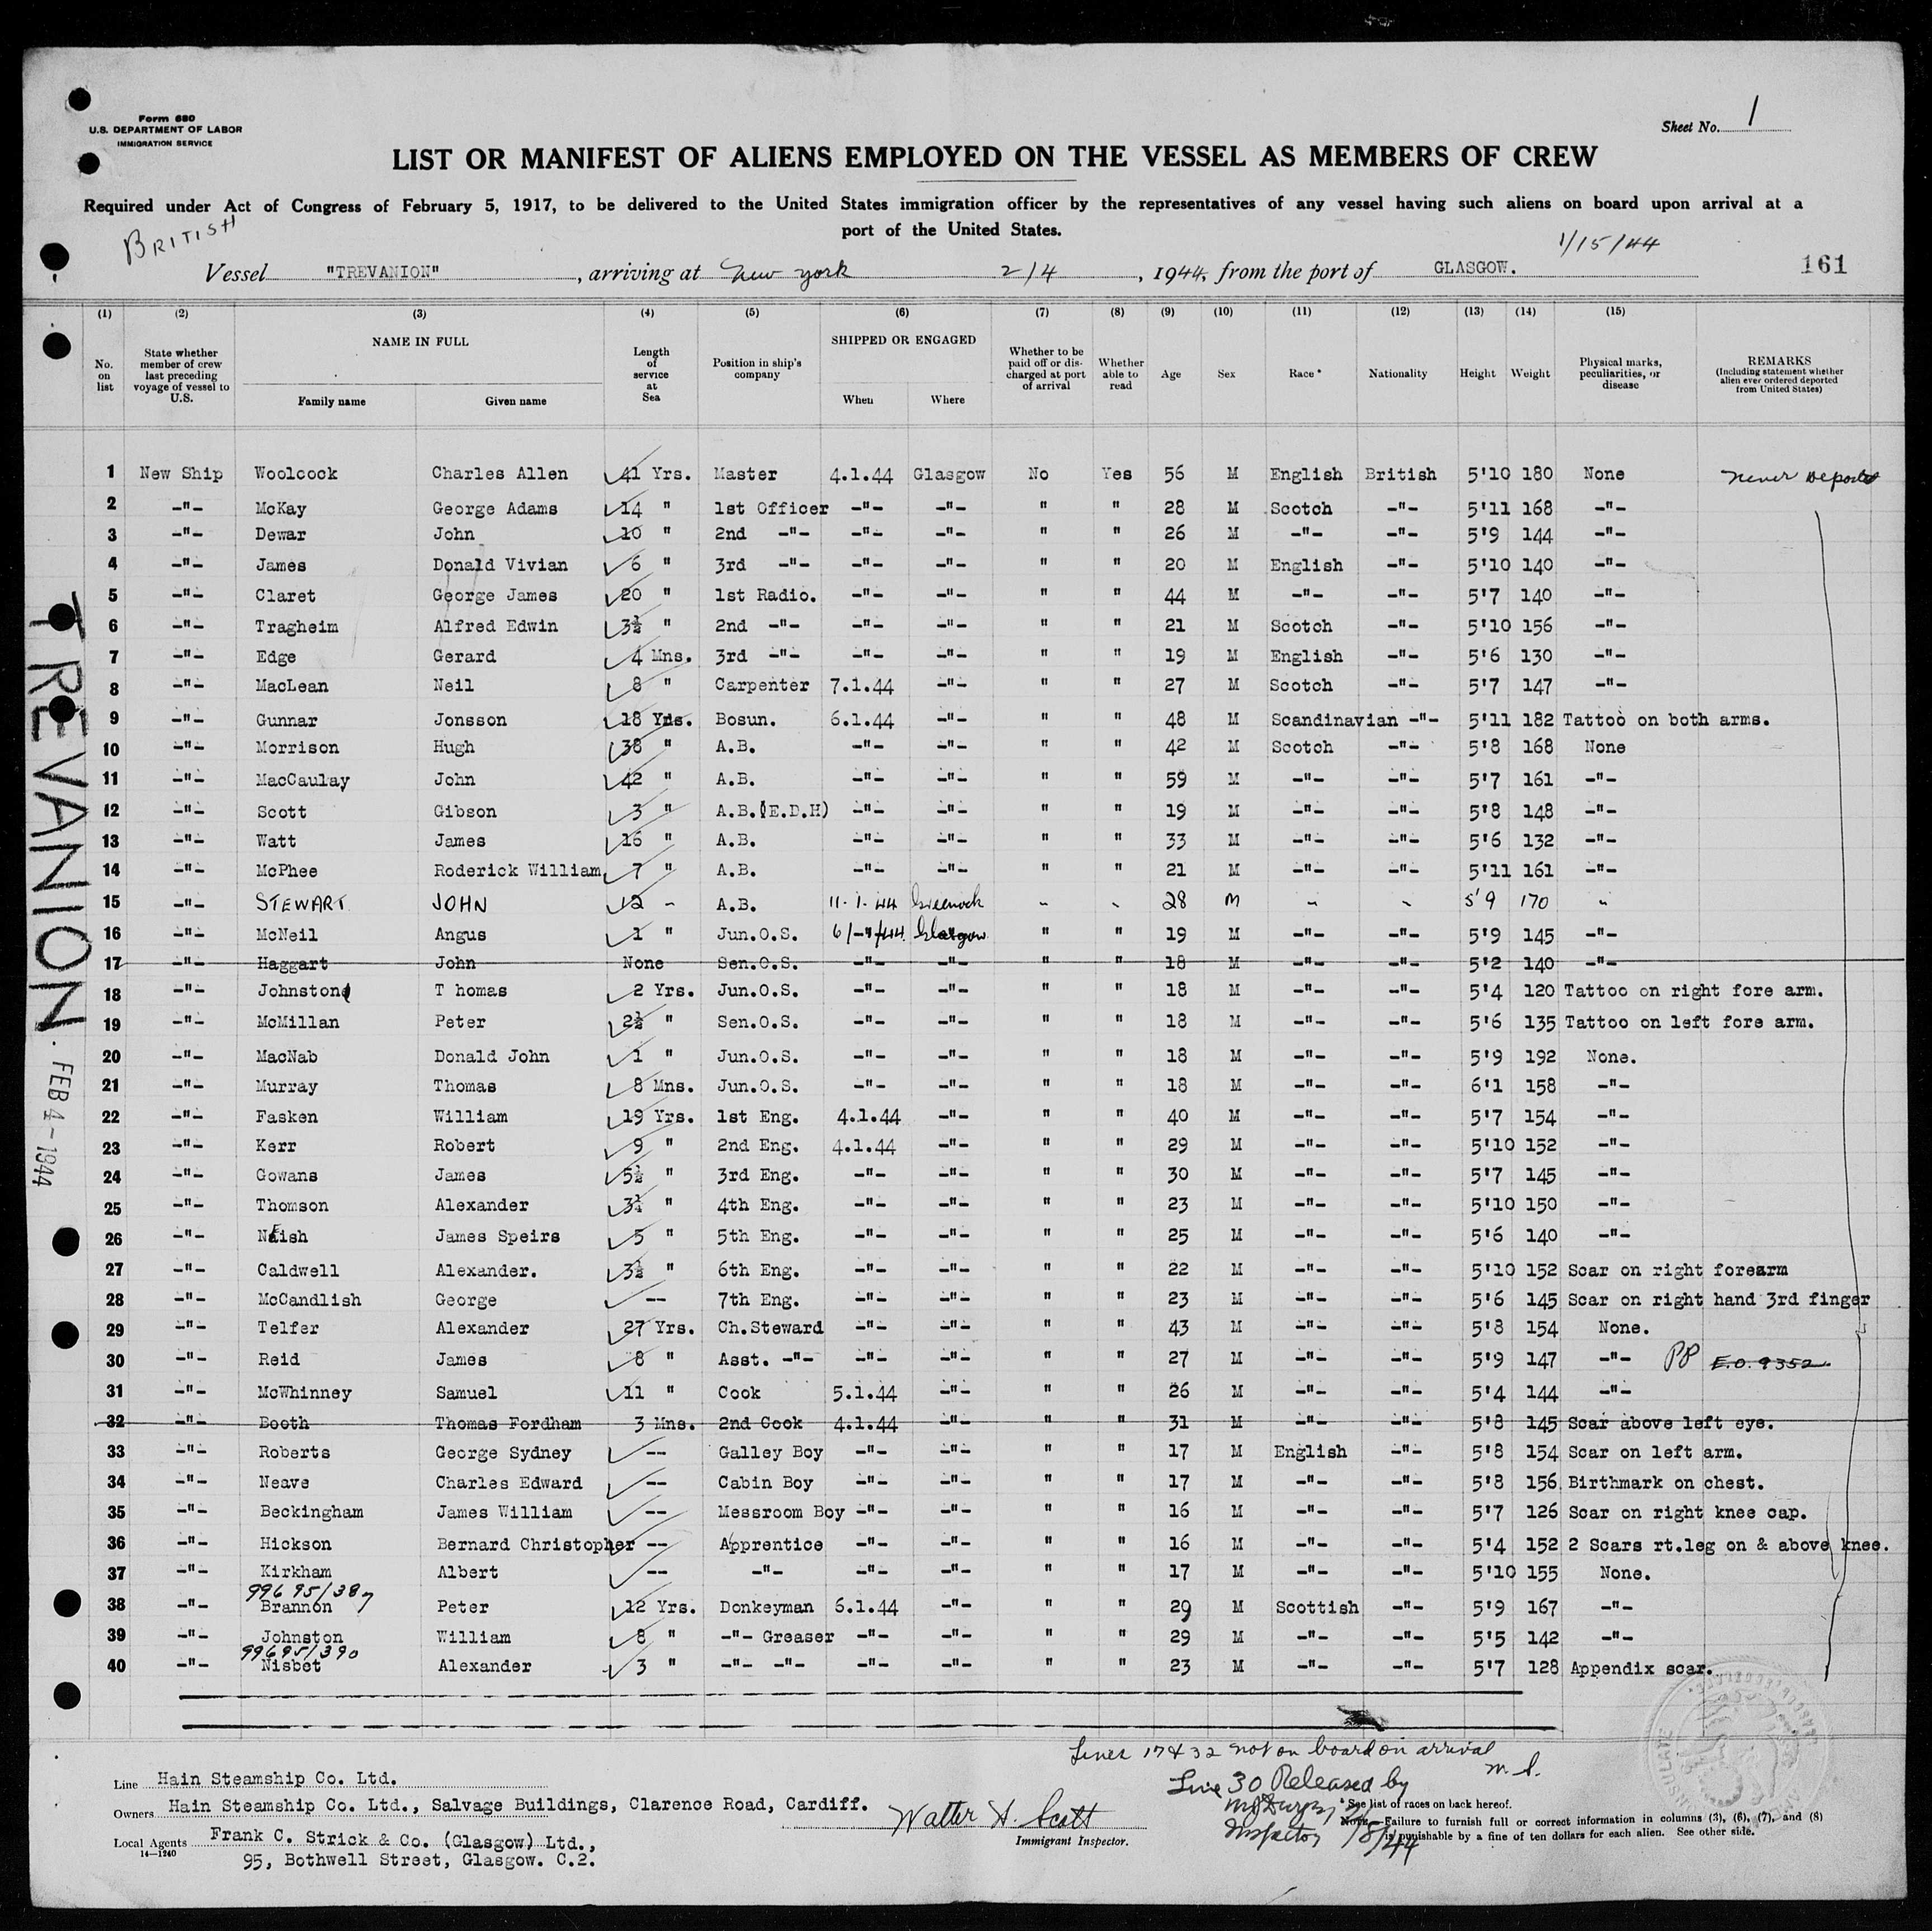 Form 680
U.S. DEPARTMENT OF LABOR
IMMIGRATION SERVICE
Sheet No. 1
LIST OR MANIFEST OF ALIENS EMPLOYED ON THE VESSEL AS MEMBERS OF CREW
Required under Act of Congress of February 5, 1917, to be delivered to the United States immigration officer by the representatives of any vessel having such aliens on board upon arrival at a
port of the United States.
BRITISH
1/15/44
Vessel "TREVANION", arriving at New York 2/4, 1944, from the port of GLASGOW. 161
(1) (2) (3) (4) (5) (6) (7) (8) (9) (10) (11) (12) (13) (14) (15)
No. on list
State whether member of crew last preceding voyage of vessel to U.S.
NAME IN FULL
Family name Given name
Length of service at Sea
Position in ship's company
SHIPPED OR ENGAGED
When Where
Whether to be paid off or discharged at port of arrival
Whether able to read
Age Sex Race* Nationality Height Weight
Physical marks, peculiarities, or disease
REMARKS
(Including statement whether alien ever ordered deported from United States)
1 New Ship Woolcock Charles Allen 41 Yrs. Master 4.1.44 Glasgow No Yes 56 M English British 5'10 180 None Never Deported
2 -"- McKay George Adams 14 " 1st Officer -"- -"- " " 28 M Scotch -"- 5'11 168 -"-
3 -"- Dewar John 10 " 2nd -"- -"- -"- " " 26 M -"- -"- 5'9 144 -"-
4 -"- James Donald Vivian 6 " 3rd -"- -"- -"- " " 20 M English -"- 5'10 140 -"-
5 -"- Claret George James 20 " 1st Radio. -"- -"- " " 44 M -"- -"- 5'7 140 -"-
6 -"- Tragheim Alfred Edwin 3½ " 2nd -"- -"- -"- " " 21 M Scotch -"- 5'10 156 -"-
7 -"- Edge Gerard 4 Mns. 3rd -"- -"- -"- " " 19 M English -"- 5'6 130 -"-
8 -"- MacLean Neil 8 " Carpenter 7.1.44 -"- " " 27 M Scotch -"- 5'7 147 -"-
9 -"- Gunnar Jonsson 18 Yrs. Bosun. 6.1.44 -"- " " 48 M Scandinavian -"- 5'11 182 Tattoo on both arms.
10 -"- Morrison Hugh 38 " A.B. -"- -"- " " 42 M Scotch -"- 5'8 168 None
11 -"- MacCaulay John 42 " A.B. -"- -"- " " 59 M -"- -"- 5'7 161 -"-
12 -"- Scott Gibson 3 " A.B.(E.D.H) -"- -"- " " 19 M -"- -"- 5'8 148 -"-
13 -"- Watt James 16 " A.B. -"- -"- " " 33 M -"- -"- 5'6 132 -"-
14 -"- McPhee Roderick William 7 " A.B. -"- -"- " " 21 M -"- -"- 5'11 161 -"-
15 -"- STEWART JOHN 12 " A.B. 11.1.44 Greenock " " 28 M " " 5'9 170 "
16 -"- McNeil Angus 1 " Jun.O.S. 6/1/44 Glasgow " " 19 M -"- -"- 5'9 145 -"-
17 -"- Haggart John None Sen.O.S. -"- -"- " " 18 M -"- -"- 5'2 140 -"-
18 -"- Johnston T homas 2 Yrs. Jun.O.S. -"- -"- " " 18 M -"- -"- 5'4 120 Tattoo on right fore arm.
19 -"- McMillan Peter 2½ " Sen.O.S. -"- -"- " " 18 M -"- -"- 5'6 135 Tattoo on left fore arm.
20 -"- MacNab Donald John 1 " Jun.O.S. -"- -"- " " 18 M -"- -"- 5'9 192 None.
21 -"- Murray Thomas 8 Mns. Jun.O.S. -"- -"- " " 18 M -"- -"- 6'1 158 -"-
22 -"- Fasken William 19 Yrs. 1st Eng. 4.1.44 -"- " " 40 M -"- -"- 5'7 154 -"-
23 -"- Kerr Robert 9 " 2nd Eng. 4.1.44 -"- " " 29 M -"- -"- 5'10 152 -"-
24 -"- Gowans James 5½ " 3rd Eng. -"- -"- " " 30 M -"- -"- 5'7 145 -"-
25 -"- Thomson Alexander 3¼ " 4th Eng. -"- -"- " " 23 M -"- -"- 5'10 150 -"-
26 -"- NEish James Speirs 5 " 5th Eng. -"- -"- " " 25 M -"- -"- 5'6 140 -"-
27 -"- Caldwell Alexander. 3½ " 6th Eng. -"- -"- " " 22 M -"- -"- 5'10 152 Scar on right forearm
28 -"- McCandlish George -- 7th Eng. -"- -"- " " 23 M -"- -"- 5'6 145 Scar on right hand 3rd finger
29 -"- Telfer Alexander 27 Yrs. Ch.Steward -"- -"- " " 43 M -"- -"- 5'8 154 None.
30 -"- Reid James 8 " Asst. -"- -"- -"- " " 27 M -"- -"- 5'9 147 -"- PP E.O. 9352
31 -"- McWhinney Samuel 11 " Cook 5.1.44 -"- " " 26 M -"- -"- 5'4 144 -"-
32 -"- Booth Thomas Fordham 3 Mns. 2nd Cook 4.1.44 -"- " " 31 M -"- -"- 5'8 145 Scar above left eye.
33 -"- Roberts George Sydney -- Galley Boy -"- -"- " " 17 M English -"- 5'8 154 Scar on left arm.
34 -"- Neave Charles Edward -- Cabin Boy -"- -"- " " 17 M -"- -"- 5'8 156 Birthmark on chest.
35 -"- Beckingham James William -- Messroom Boy -"- -"- " " 16 M -"- -"- 5'7 126 Scar on right knee cap.
36 -"- Hickson Bernard Christopher -- Apprentice -"- -"- " " 16 M -"- -"- 5'4 152 2 Scars rt.leg on & above knee.
37 -"- Kirkham Albert -- -"- -"- -"- " " 17 M -"- -"- 5'10 155 None.
99695/387
38 -"- Brannon Peter 12 Yrs. Donkeyman 6.1.44 -"- " " 29 M Scottish -"- 5'9 167 -"-
39 -"- Johnston William 8 " -"- Greaser -"- -"- " " 29 M -"- -"- 5'5 142 -"-
99695/390
40 -"- Nisbet Alexander 3 " -"- -"- -"- -"- " " 23 M -"- -"- 5'7 128 Appendix scar.
TREVANION. FEB 4-1944
Lines 17 & 32 not on board on arrival
Line 30 Released by
Inspector
Line Hain Steamship Co. Ltd.
Owners Hain Steamship Co. Ltd., Salvage Buildings, Clarence Road, Cardiff.
Walter H. Scott
Immigrant Inspector.
Local Agents Frank C. Strick & Co. (Glasgow) Ltd.,
95, Bothwell Street, Glasgow. C.2.
14-1240
*See list of races on back hereof.
NOTE.—Failure to furnish full or correct information in columns (3), (6), (7), and (8)
is punishable by a fine of ten dollars for each alien. See other side.